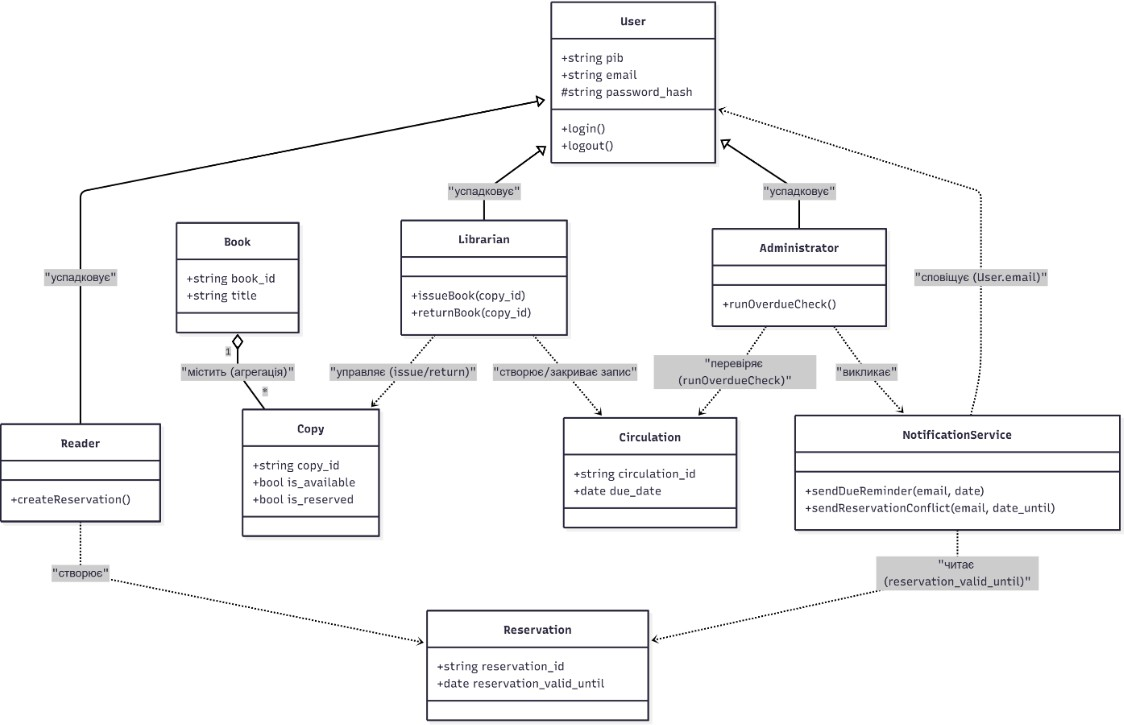 User
+string pib
+string email
#string password_hash
+login()
+logout()
"успадковує"
"успадковує"
"успадковує"
"сповіщує (User.email)"
Book
+string book_id
+string title
Librarian
+issueBook(copy_id)
+returnBook(copy_id)
Administrator
+runOverdueCheck()
1
"містить (агрегація)"
*
"управляє (issue/return)"
"створює/закриває запис"
"перевіряє
(runOverdueCheck)"
"викликає"
Reader
+createReservation()
Copy
+string copy_id
+bool is_available
+bool is_reserved
Circulation
+string circulation_id
+date due_date
NotificationService
+sendDueReminder(email, date)
+sendReservationConflict(email, date_until)
"створює"
"читає
(reservation_valid_until)"
Reservation
+string reservation_id
+date reservation_valid_until